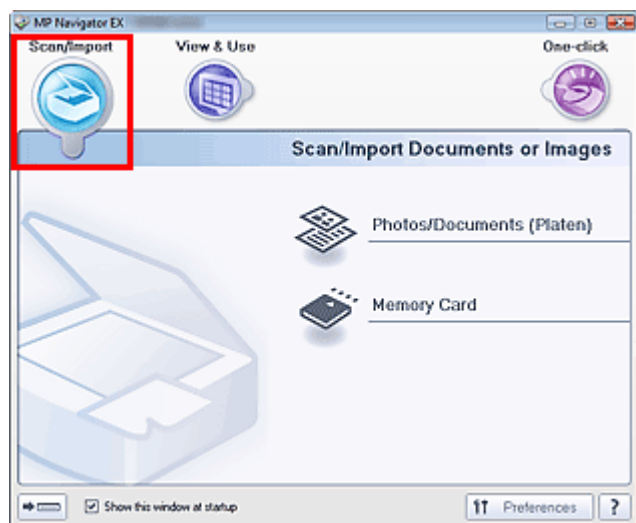 MP Navigator EX
Scan/Import
View & Use
One-click
Scan/Import Documents or Images
Photos/Documents (Platen)
Memory Card
Show this window at startup
Preferences
?